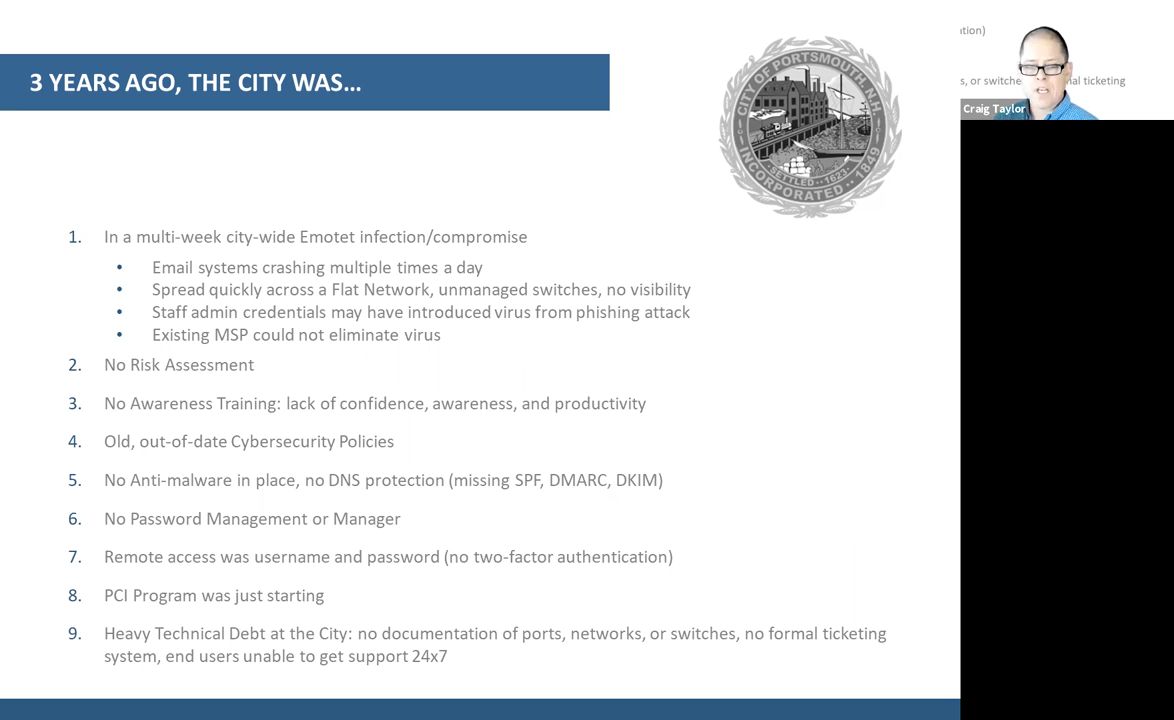 3 YEARS AGO, THE CITY WAS…
CITY OF PORTSMOUTH, N.H.
SETTLED 1623
INCORPORATED 1849
1. In a multi-week city-wide Emotet infection/compromise
• Email systems crashing multiple times a day
• Spread quickly across a Flat Network, unmanaged switches, no visibility
• Staff admin credentials may have introduced virus from phishing attack
• Existing MSP could not eliminate virus
2. No Risk Assessment
3. No Awareness Training: lack of confidence, awareness, and productivity
4. Old, out-of-date Cybersecurity Policies
5. No Anti-malware in place, no DNS protection (missing SPF, DMARC, DKIM)
6. No Password Management or Manager
7. Remote access was username and password (no two-factor authentication)
8. PCI Program was just starting
9. Heavy Technical Debt at the City: no documentation of ports, networks, or switches, no formal ticketing
system, end users unable to get support 24x7
s, or switche nal ticketing
Craig Taylor